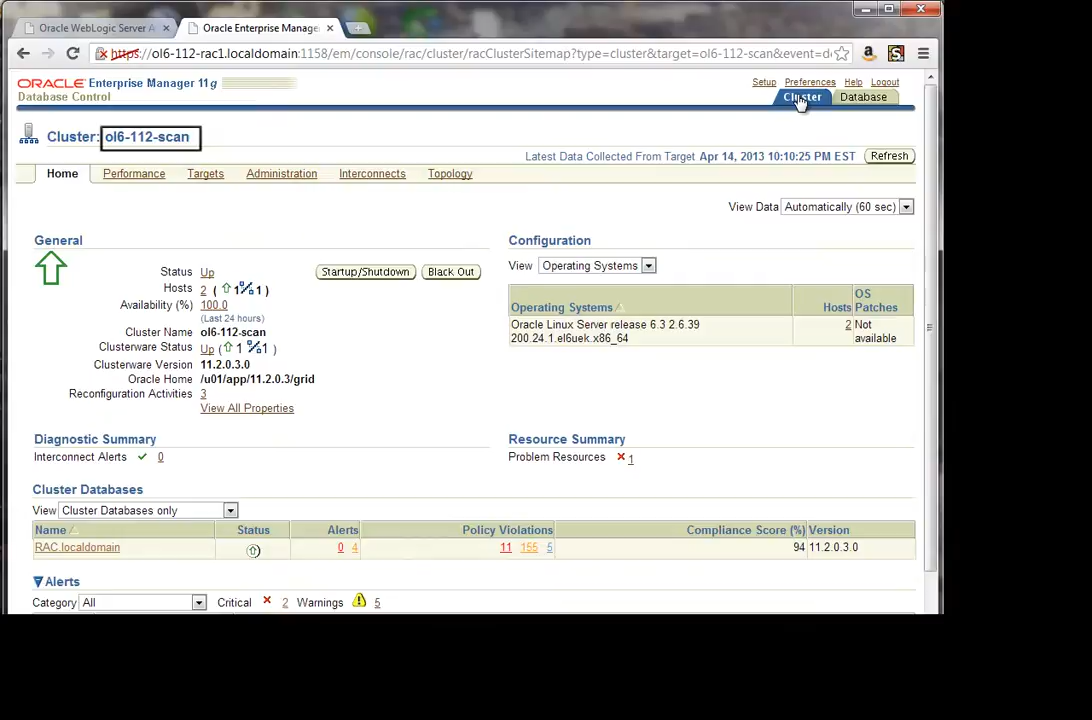 Oracle WebLogic Server A
Oracle Enterprise Manage
https://ol6-112-rac1.localdomain:1158/em/console/rac/cluster/racClusterSitemap?type=cluster&target=ol6-112-scan&event=d
ORACLE Enterprise Manager 11g
Database Control
Setup Preferences Help Logout
Cluster Database
Cluster: ol6-112-scan
Latest Data Collected From Target Apr 14, 2013 10:10:25 PM EST Refresh
Home Performance Targets Administration Interconnects Topology
View Data Automatically (60 sec)
General
Status Up
Startup/Shutdown Black Out
Hosts 2 ( 1 1 )
Availability (%) 100.0
(Last 24 hours)
Cluster Name ol6-112-scan
Clusterware Status Up ( 1 1 )
Clusterware Version 11.2.0.3.0
Oracle Home /u01/app/11.2.0.3/grid
Reconfiguration Activities 3
View All Properties
Configuration
View Operating Systems
Operating Systems Hosts OS Patches
Oracle Linux Server release 6.3 2.6.39 2 Not
200.24.1.el6uek.x86_64 available
Diagnostic Summary
Interconnect Alerts 0
Resource Summary
Problem Resources 1
Cluster Databases
View Cluster Databases only
Name Status Alerts Policy Violations Compliance Score (%) Version
RAC.localdomain 0 4 11 155 5 94 11.2.0.3.0
Alerts
Category All Critical 2 Warnings 5